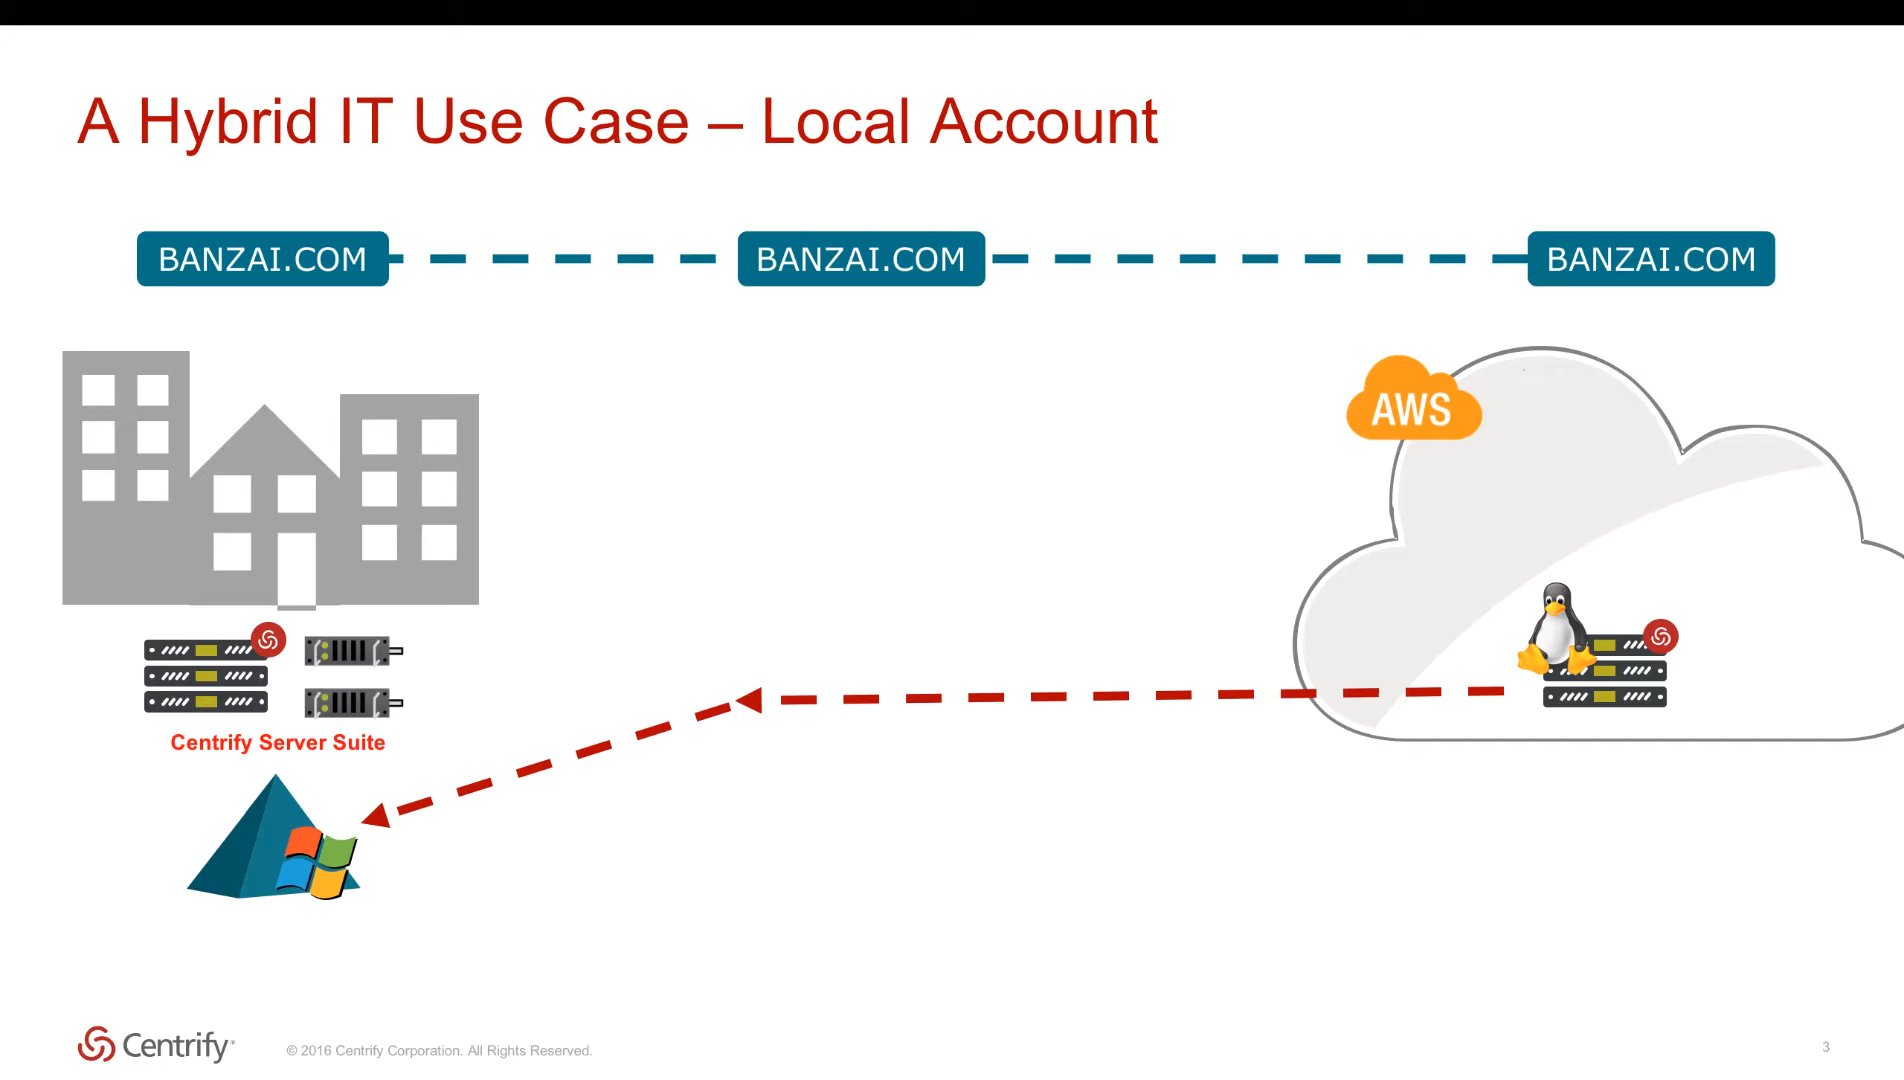 A Hybrid IT Use Case – Local Account
BANZAI.COM
BANZAI.COM
BANZAI.COM
AWS
Centrify Server Suite
Centrify
© 2016 Centrify Corporation. All Rights Reserved.
3